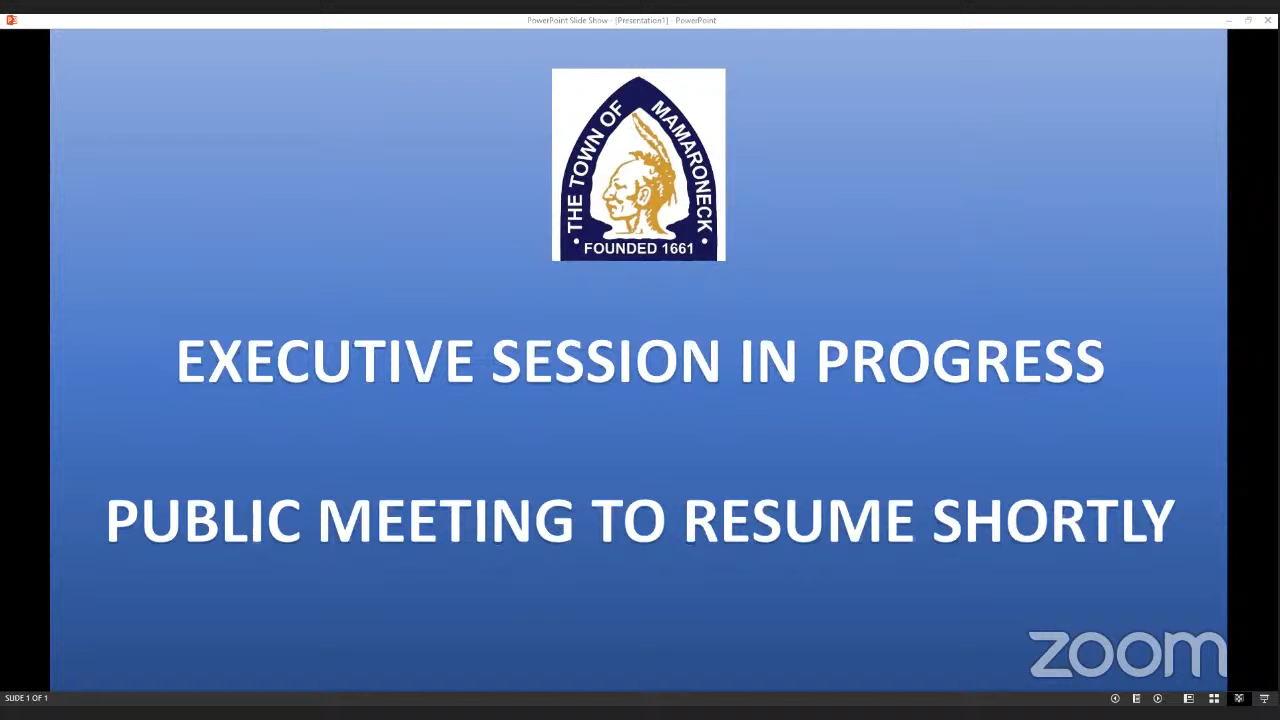 PowerPoint Slide Show - [Presentation1] - PowerPoint
THE TOWN OF MAMARONECK
• FOUNDED 1661 •
EXECUTIVE SESSION IN PROGRESS
PUBLIC MEETING TO RESUME SHORTLY
zoom
SLIDE 1 OF 1